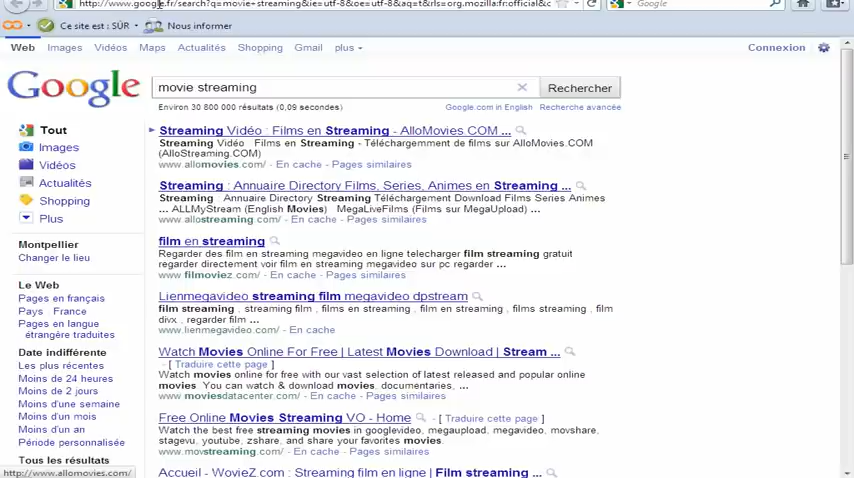 http://www.google.fr/search?q=movie+streaming&ie=utf-8&oe=utf-8&aq=t&rls=org.mozilla:fr:official&c
Google
Ce site est : SÛR
Nous informer
Web Images Vidéos Maps Actualités Shopping Gmail plus
Connexion
Google
movie streaming
Rechercher
Environ 30 800 000 résultats (0,09 secondes)
Google.com in English Recherche avancée
Tout
Images
Vidéos
Actualités
Shopping
Plus
Montpellier
Changer le lieu
Le Web
Pages en français
Pays : France
Pages en langue
étrangère traduites
Date indifférente
Les plus récentes
Moins de 24 heures
Moins de 2 jours
Moins d'une semaine
Moins d'un mois
Moins d'un an
Période personnalisée
Tous les résultats
http://www.allomovies.com/
Streaming Vidéo : Films en Streaming - AlloMovies.COM ...
Streaming Vidéo : Films en Streaming - Téléchargemment de films sur AlloMovies.COM
(AlloStreaming.COM)
www.allomovies.com/ - En cache - Pages similaires
Streaming : Annuaire Directory Films, Series, Animes en Streaming ...
Streaming : Annuaire Directory Streaming Téléchargement Download Films Series Animes
... ALLMyStream (English Movies) MegaLiveFilms (Films sur MegaUpload) ...
www.allostreaming.com/ - En cache - Pages similaires
film en streaming
Regarder des film en streaming megavideo en ligne telecharger film streaming gratuit
regarder directement voir film en streaming megavideo sur pc regarder ...
www.filmoviez.com/ - En cache - Pages similaires
Lienmegavideo streaming film megavideo dpstream
film streaming , streaming film , films en streaming , film en streaming , films streaming , film
divx , regarder film ...
www.lienmegavideo.com/ - En cache
Watch Movies Online For Free | Latest Movies Download | Stream ...
- [ Traduire cette page ]
Watch movies online for free with our vast selection of latest released and popular online
movies. You can watch & download movies, documentaries, ...
www.moviesdatacenter.com/ - En cache - Pages similaires
Free Online Movies Streaming VO - Home - [ Traduire cette page ]
Watch the best free streaming movies in googlevideo, megaupload, megavideo, movshare,
stagevu, youtube, zshare, and share your favorites movies.
www.movstreaming.com/ - En cache - Pages similaires
Accueil - WovieZ.com : Streaming film en ligne | Film streaming ...